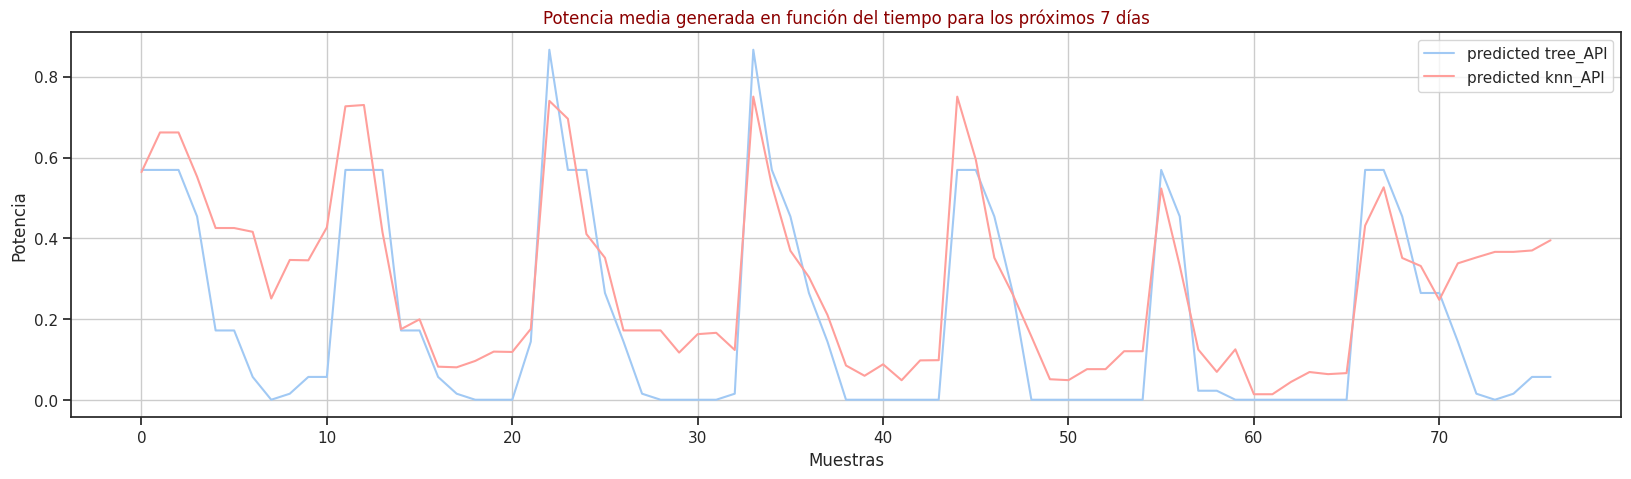 Potencia media generada en función del tiempo para los próximos 7 días
predicted tree_API
predicted knn_API
Potencia
0.8
0.6
0.4
0.2
0.0
0 10 20 30 40 50 60 70
Muestras